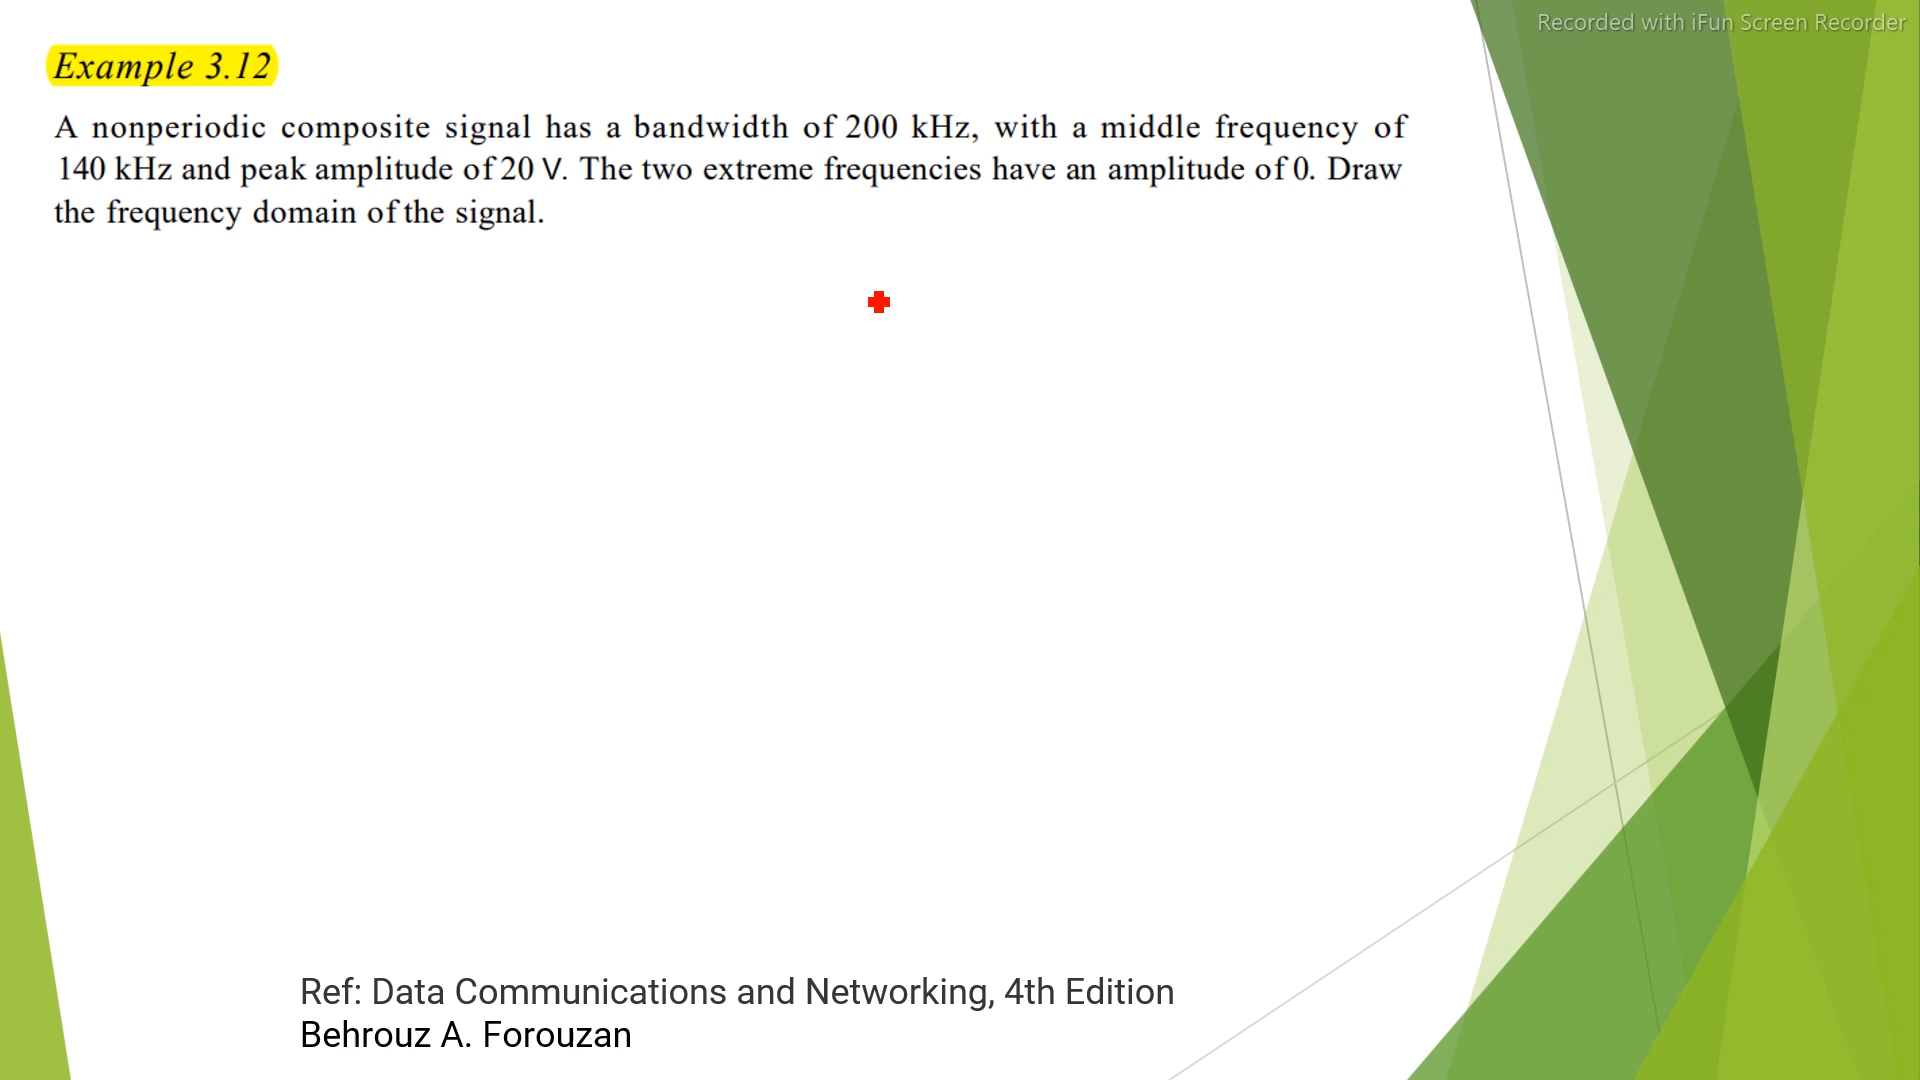 Recorded with iFun Screen Recorder
Example 3.12
A nonperiodic composite signal has a bandwidth of 200 kHz, with a middle frequency of
140 kHz and peak amplitude of 20 V. The two extreme frequencies have an amplitude of 0. Draw
the frequency domain of the signal.
Ref: Data Communications and Networking, 4th Edition
Behrouz A. Forouzan